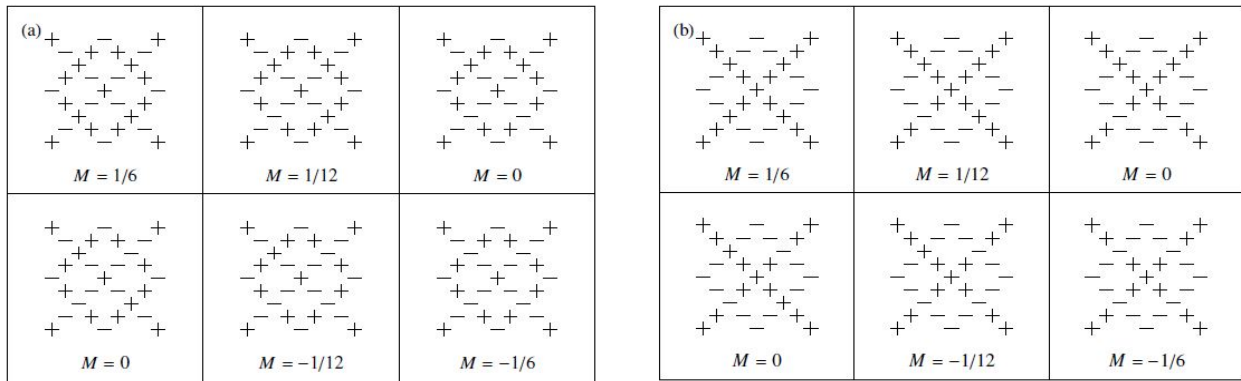 (a)
M = 1/6
M = 1/12
M = 0
M = 0
M = −1/12
M = −1/6
(b)
M = 1/6
M = 1/12
M = 0
M = 0
M = −1/12
M = −1/6